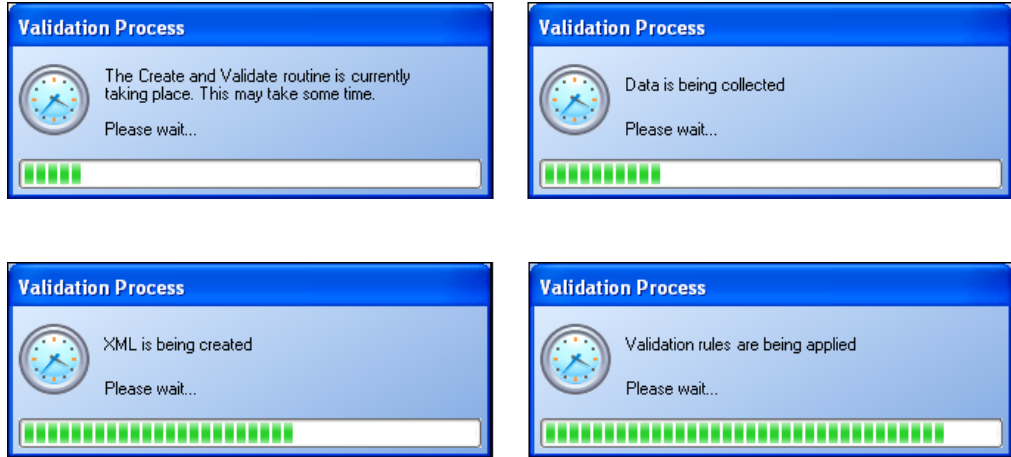 Validation Process
The Create and Validate routine is currently
taking place. This may take some time.
Please wait...
Validation Process
Data is being collected
Please wait...
Validation Process
XML is being created
Please wait...
Validation Process
Validation rules are being applied
Please wait...